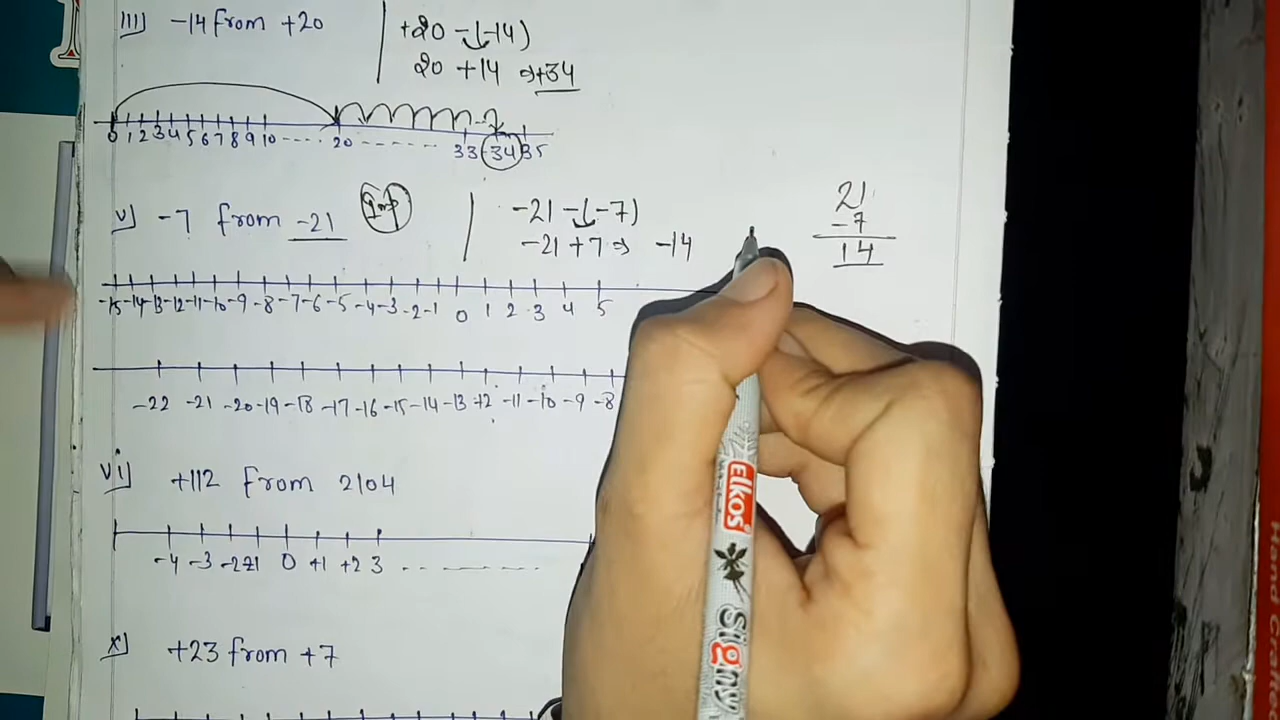 III) -14 from +20
+20 -(-14)
20 +14 ⇒+34
0 1 2 3 4 5 6 7 8 9 10 ---- 20 ------- 33 34 35
v) -7 from -21
Imp
-21 -(-7)
-21 +7 ⇒ -14
21
-7
14
-15 -14 -13 -12 -11 -10 -9 -8 -7 -6 -5 -4 -3 -2 -1 0 1 2 3 4 5
-22 -21 -20 -19 -18 -17 -16 -15 -14 -13 +2 -11 -10 -9 -8
vi) +112 from 2104
-4 -3 -2 -1 0 +1 +2 3 --------
x) +23 from +7
elkos
Signy